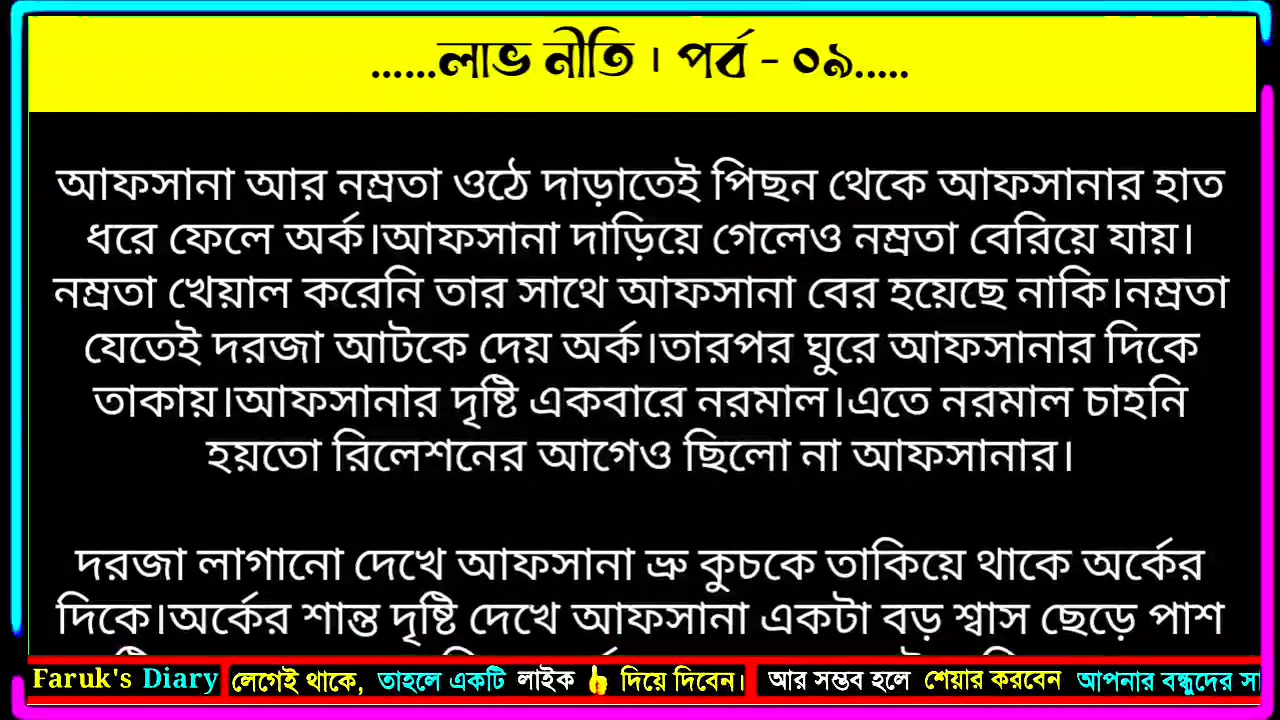 ......লাভ নীতি । পর্ব - ০৯.....
আফসানা আর নম্রতা ওঠে দাড়াতেই পিছন থেকে আফসানার হাত
ধরে ফেলে অর্ক।আফসানা দাড়িয়ে গেলেও নম্রতা বেরিয়ে যায়।
নম্রতা খেয়াল করেনি তার সাথে আফসানা বের হয়েছে নাকি।নম্রতা
যেতেই দরজা আটকে দেয় অর্ক।তারপর ঘুরে আফসানার দিকে
তাকায়।আফসানার দৃষ্টি একবারে নরমাল।এতে নরমাল চাহনি
হয়তো রিলেশনের আগেও ছিলো না আফসানার।
দরজা লাগানো দেখে আফসানা ভ্রু কুচকে তাকিয়ে থাকে অর্কের
দিকে।অর্কের শান্ত দৃষ্টি দেখে আফসানা একটা বড় শ্বাস ছেড়ে পাশ
Faruk's Diary লেগেই থাকে, তাহলে একটি লাইক 👍 দিয়ে দিবেন। আর সম্ভব হলে শেয়ার করবেন আপনার বন্ধুদের